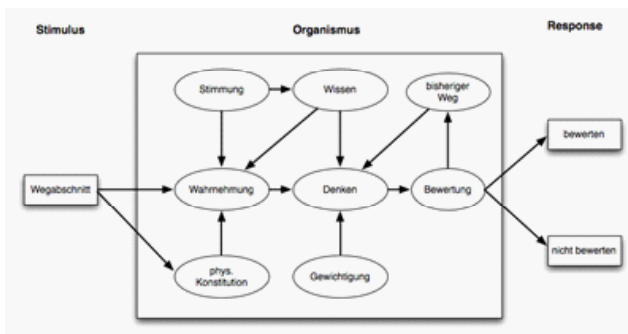 Stimulus
Organismus
Response
Stimmung
Wissen
bisheriger
Weg
bewerten
Wegabschnitt
Wahrnehmung
Denken
Bewertung
phys.
Konstitution
Gewichtigung
nicht bewerten